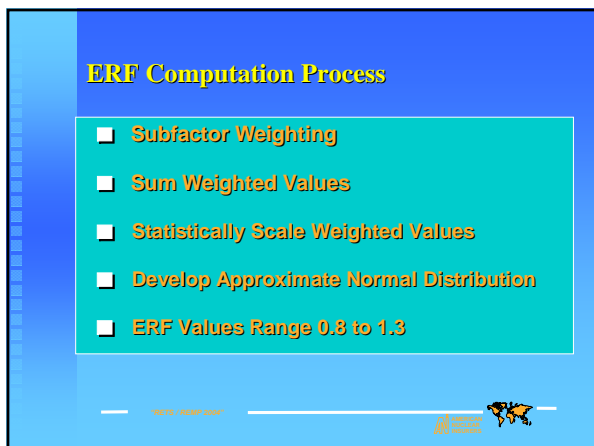 ERF Computation Process
Subfactor Weighting
Sum Weighted Values
Statistically Scale Weighted Values
Develop Approximate Normal Distribution
ERF Values Range 0.8 to 1.3